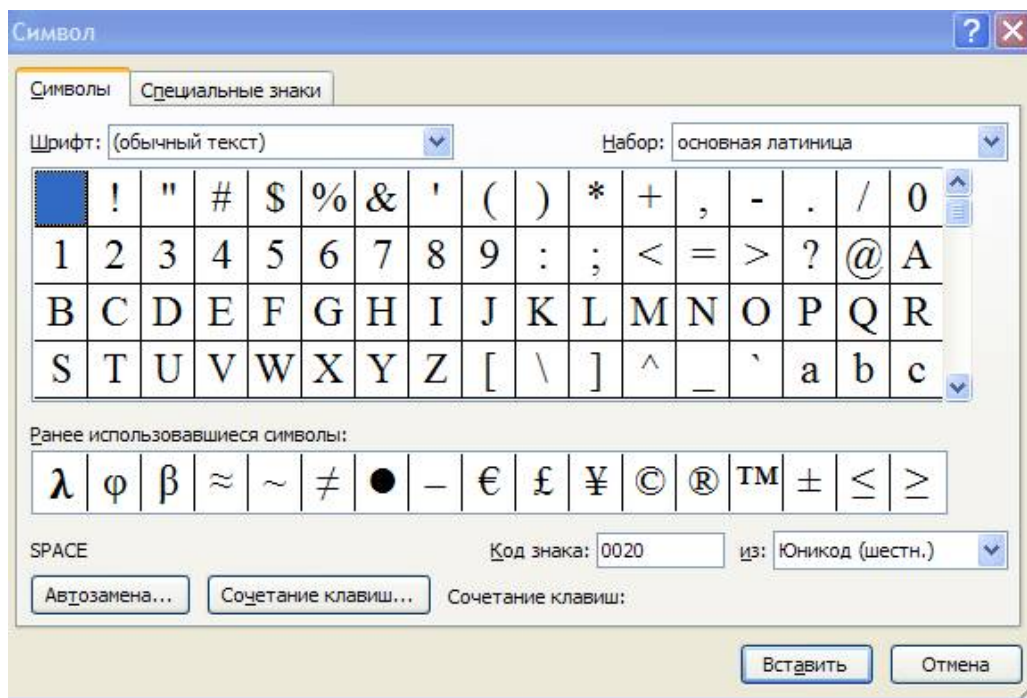 Символ
Символы Специальные знаки
Шрифт: (обычный текст) Набор: основная латиница
! " # $ % & ' ( ) * + , - . / 0
1 2 3 4 5 6 7 8 9 : ; < = > ? @ A
B C D E F G H I J K L M N O P Q R
S T U V W X Y Z [ \ ] ^ _ ` a b c
Ранее использовавшиеся символы:
λ φ β ≈ ~ ≠ ● – € £ ¥ © ® ™ ± ≤ ≥
SPACE Код знака: 0020 из: Юникод (шестн.)
Автозамена... Сочетание клавиш... Сочетание клавиш:
Вставить Отмена